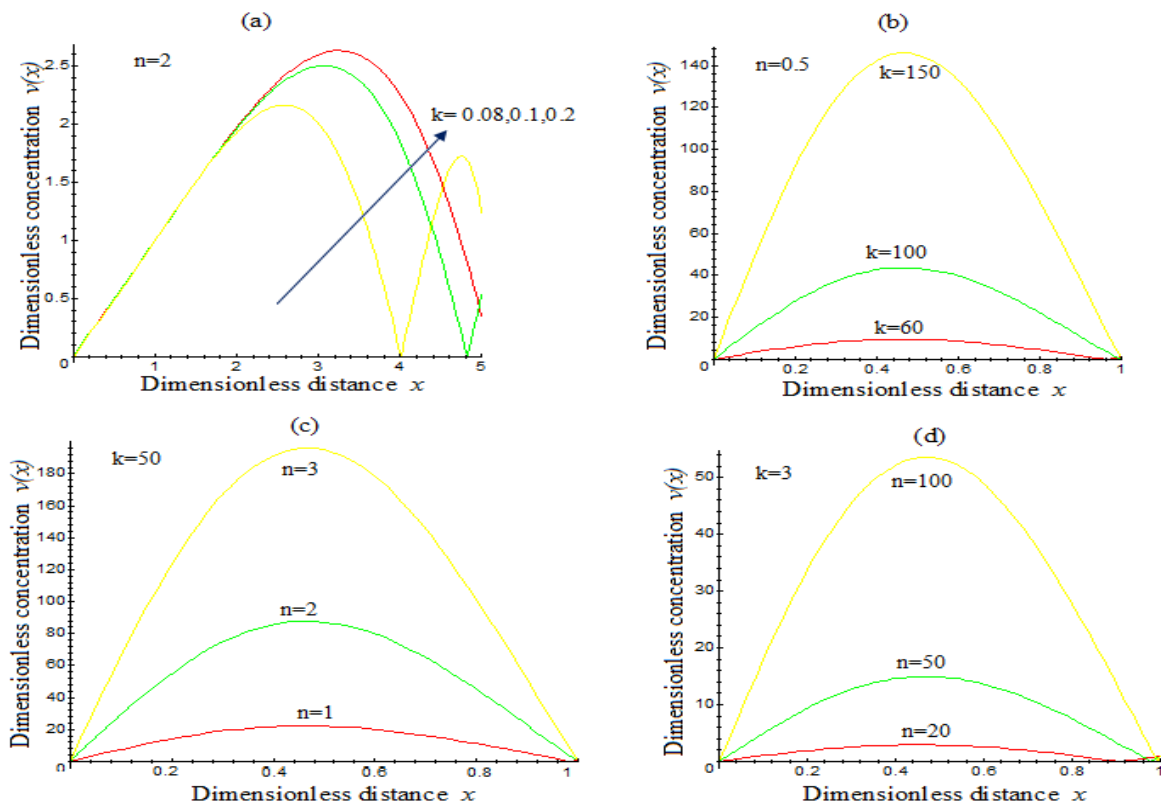 (a)
n=2
k= 0.08,0.1,0.2
Dimensionless concentration v(x)
2.5
2
1.5
1
0.5
0
1
2
3
4
5
Dimensionless distance x
(b)
n=0.5
k=150
k=100
k=60
Dimensionless concentration v(x)
140
120
100
80
60
40
20
0
0.2
0.4
0.6
0.8
1
Dimensionless distance x
(c)
k=50
n=3
n=2
n=1
Dimensionless concentration v(x)
180
160
140
120
100
80
60
40
20
0
0.2
0.4
0.6
0.8
1
Dimensionless distance x
(d)
k=3
n=100
n=50
n=20
Dimensionless concentration v(x)
50
40
30
20
10
0
0.2
0.4
0.6
0.8
1
Dimensionless distance x